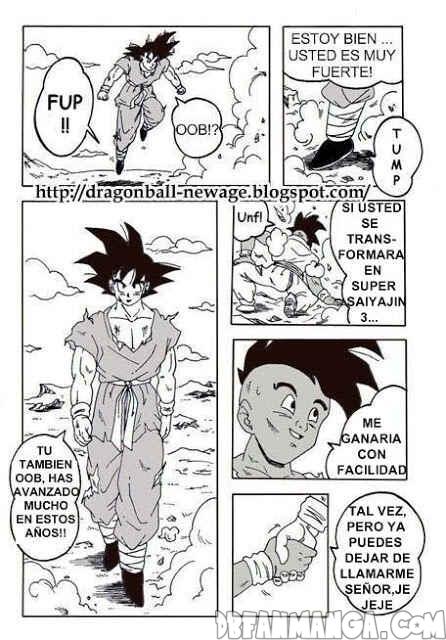 FUP
!!
OOB!?
ESTOY BIEN ...
USTED ES MUY
FUERTE!
TUMP
http://dragonball-newage.blogspot.com/
Unf!
SI USTED
SE
TRANS-
FORMARA
EN
SUPER
SAIYAJIN
3...
TU
TAMBIEN
OOB, HAS
AVANZADO
MUCHO
EN ESTOS
AÑOS!!
ME
GANARIA
CON
FACILIDAD
TAL VEZ,
PERO YA
PUEDES
DEJAR DE
LLAMARME
SEÑOR,JE
JEJE
DBFANMANGA.COM